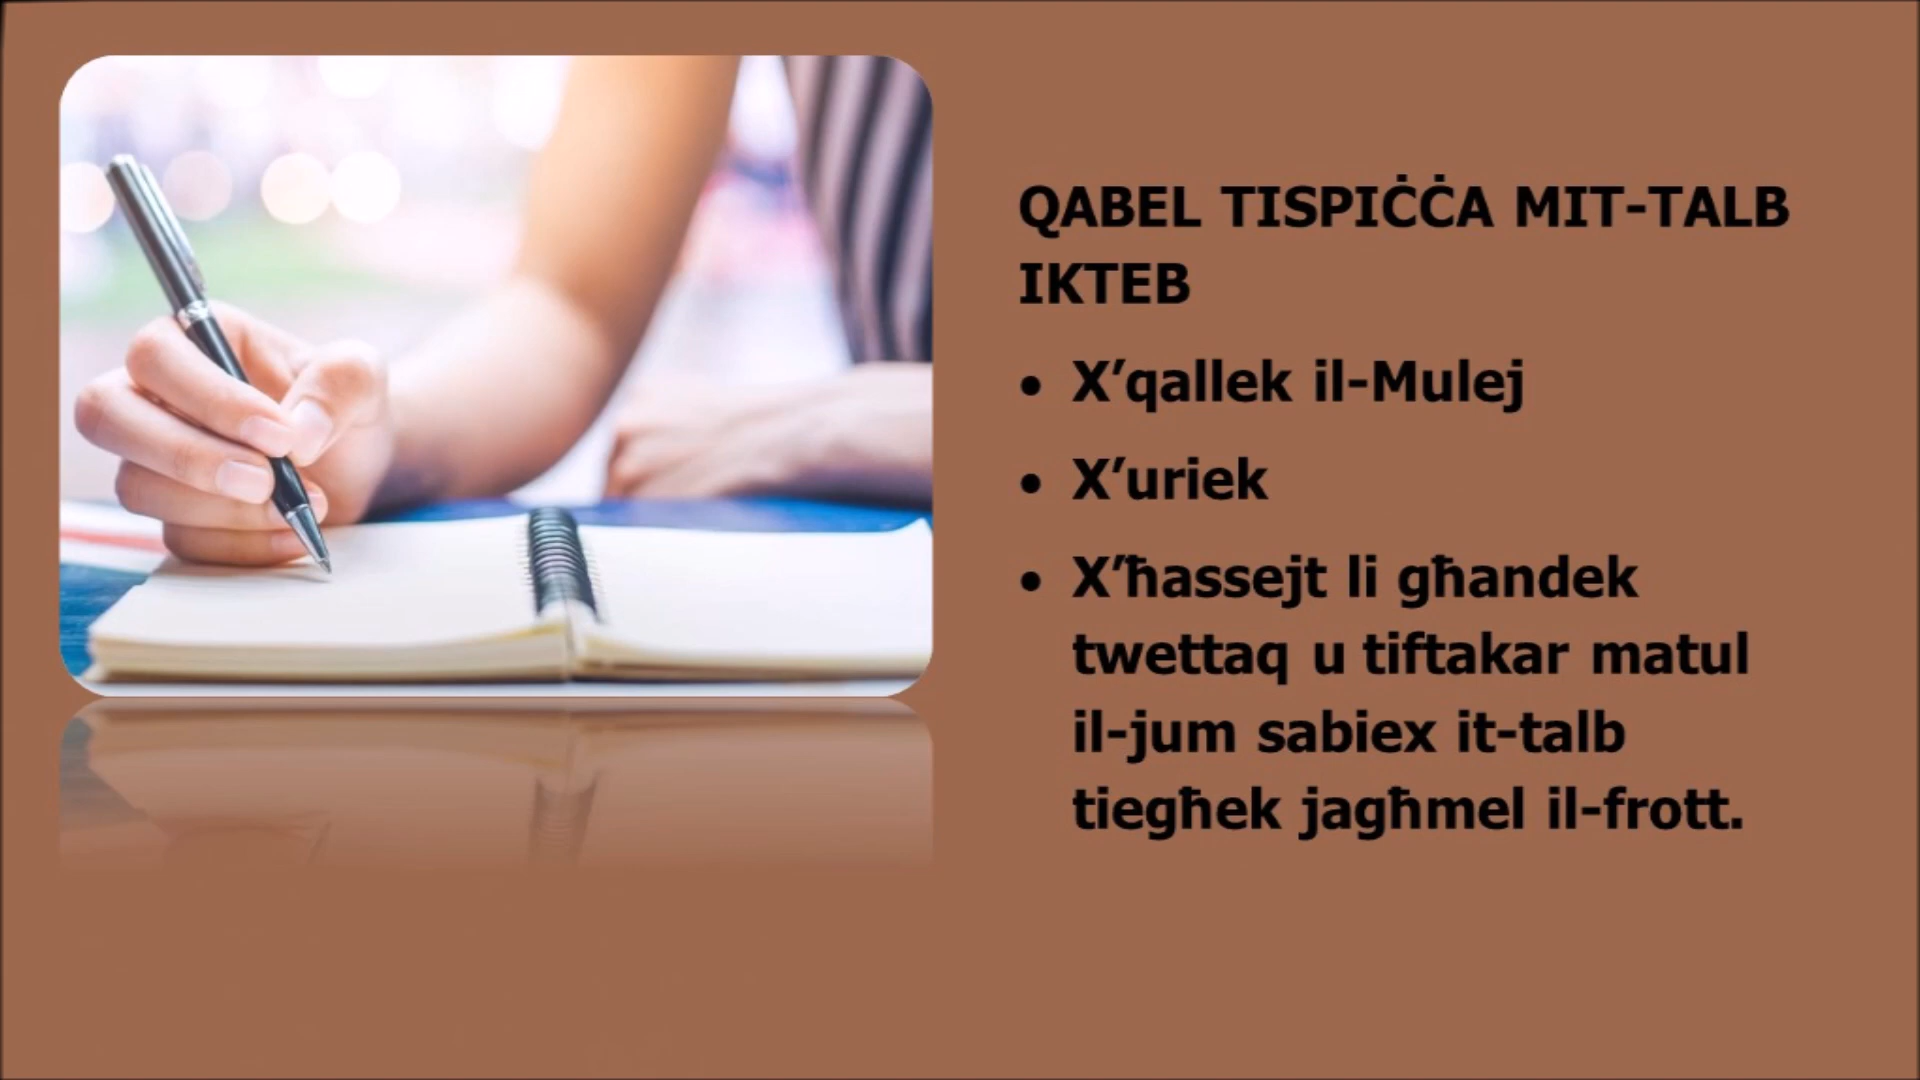 QABEL TISPIĊĊA MIT-TALB
IKTEB
• X’qallek il-Mulej
• X’uriek
• X’ħassejt li għandek
twettaq u tiftakar matul
il-jum sabiex it-talb
tiegħek jagħmel il-frott.